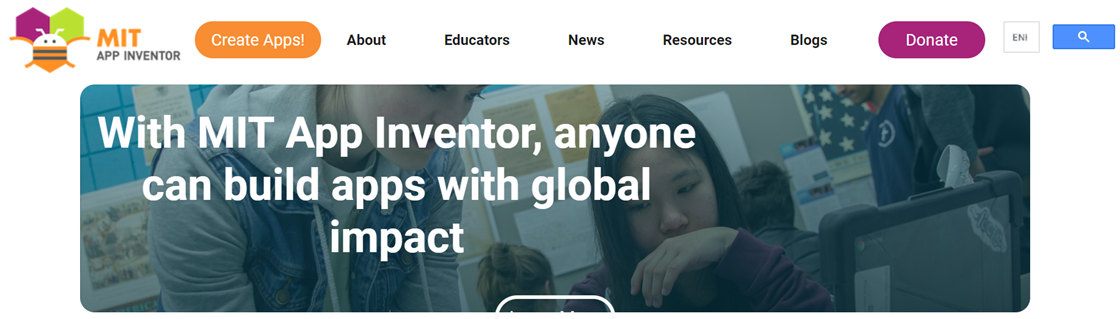 MIT
APP INVENTOR
Create Apps!
About
Educators
News
Resources
Blogs
Donate
With MIT App Inventor, anyone
can build apps with global
impact